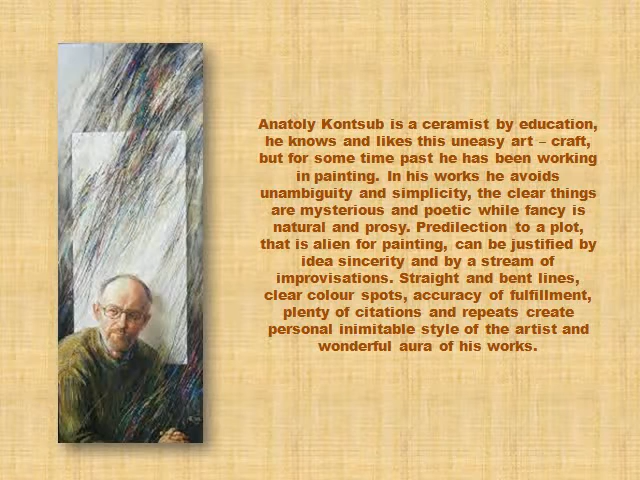 Anatoly Kontsub is a ceramist by education,
he knows and likes this uneasy art – craft,
but for some time past he has been working
in painting. In his works he avoids
unambiguity and simplicity, the clear things
are mysterious and poetic while fancy is
natural and prosy. Predilection to a plot,
that is alien for painting, can be justified by
idea sincerity and by a stream of
improvisations. Straight and bent lines,
clear colour spots, accuracy of fulfillment,
plenty of citations and repeats create
personal inimitable style of the artist and
wonderful aura of his works.